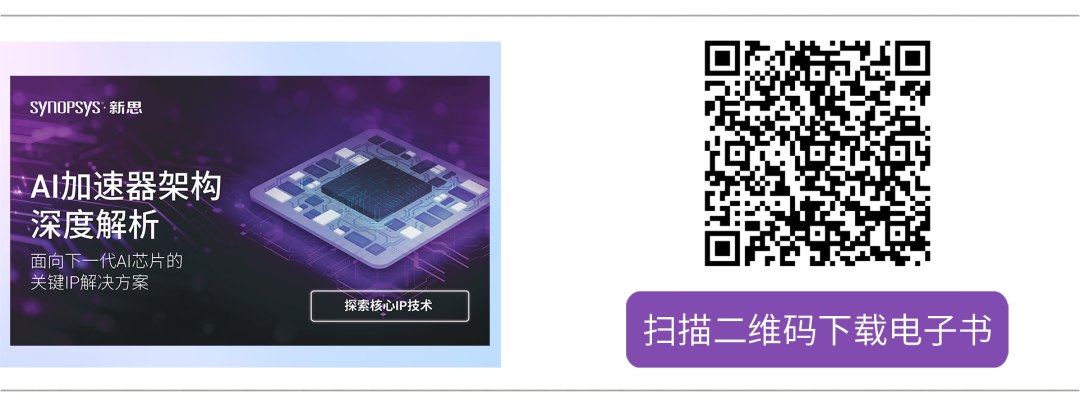 SYNOPSYS·新思
AI加速器架构
深度解析
面向下一代AI芯片的
关键IP解决方案
探索核心IP技术
扫描二维码下载电子书